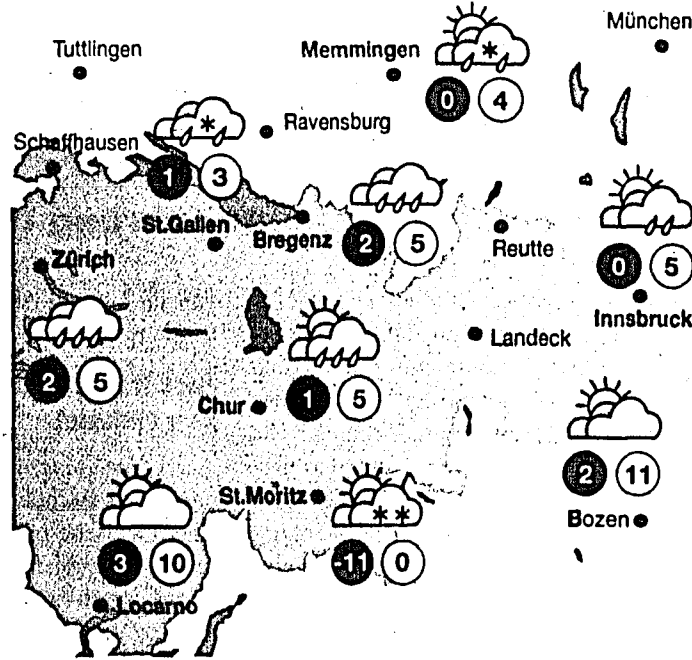 München
Tuttlingen
Memmingen
0 4
Ravensburg
Schaffhausen
1 3
St.Gallen
Bregenz
2 5
Reutte
Zürich
0 5
Innsbruck
Landeck
2 5
Chur
1 5
2 11
St.Moritz
Bozen
3 10
-11 0
Locarno